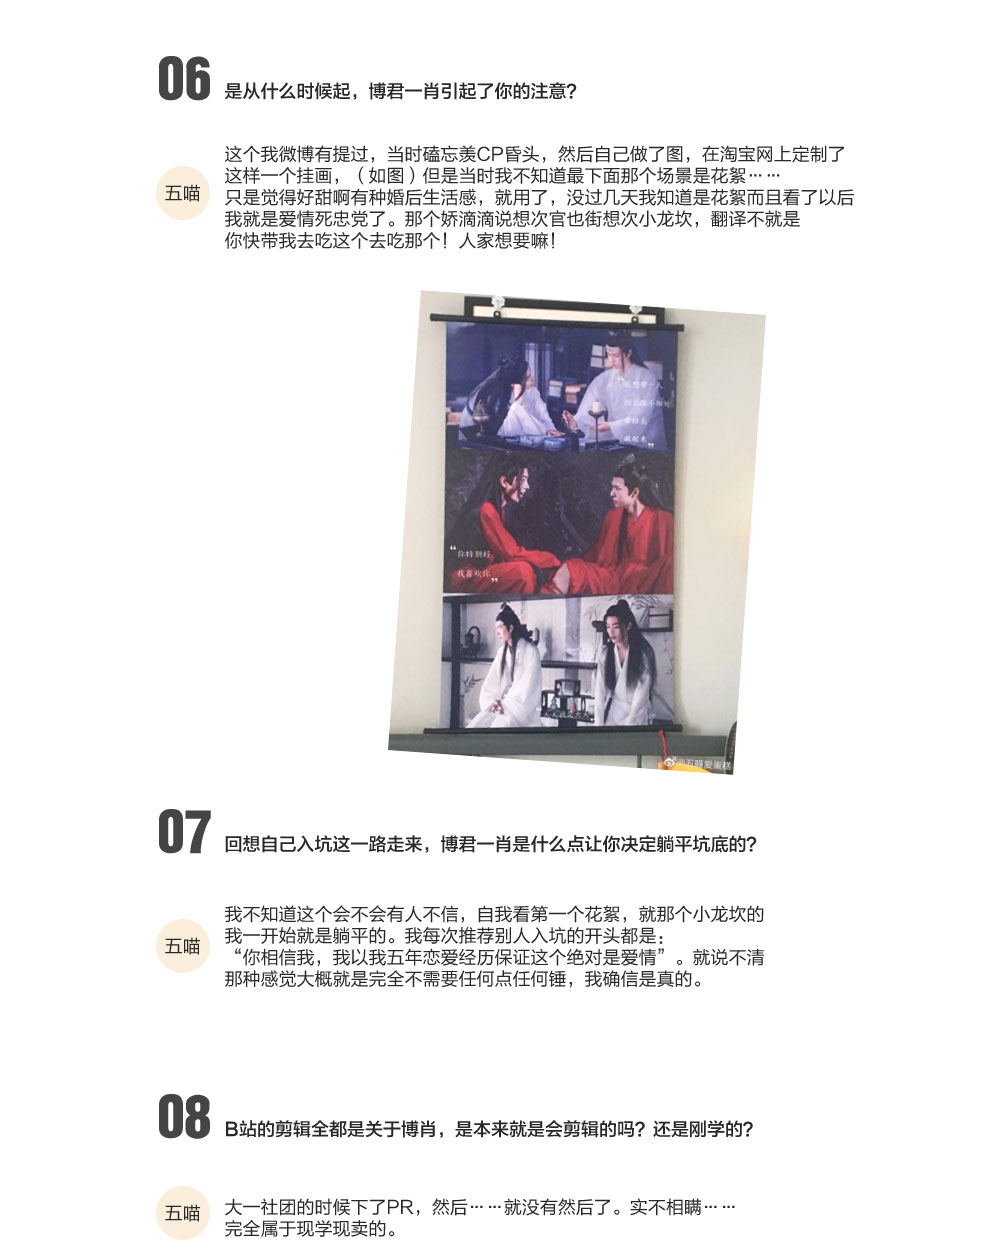 06
是从什么时候起，博君一肖引起了你的注意？
五喵
这个我微博有提过，当时磕忘羡CP昏头，然后自己做了图，在淘宝网上定制了
这样一个挂画，（如图）但是当时我不知道最下面那个场景是花絮……
只是觉得好甜啊有种婚后生活感，就用了，没过几天我知道是花絮而且看了以后
我就是爱情死忠党了。那个娇滴滴说想次官也街想次小龙坎，翻译不就是
你快带我去吃这个去吃那个！人家想要嘛！
带回去
藏起来
“你特别好
我喜欢你”
@五喵爱蛋糕
07
回想自己入坑这一路走来，博君一肖是什么点让你决定躺平坑底的？
五喵
我不知道这个会不会有人不信，自我看第一个花絮，就那个小龙坎的
我一开始就是躺平的。我每次推荐别人入坑的开头都是：
“你相信我，我以我五年恋爱经历保证这个绝对是爱情”。就说不清
那种感觉大概就是完全不需要任何点任何锤，我确信是真的。
08
B站的剪辑全都是关于博肖，是本来就是会剪辑的吗？还是刚学的？
五喵
大一社团的时候下了PR，然后……就没有然后了。实不相瞒……
完全属于现学现卖的。